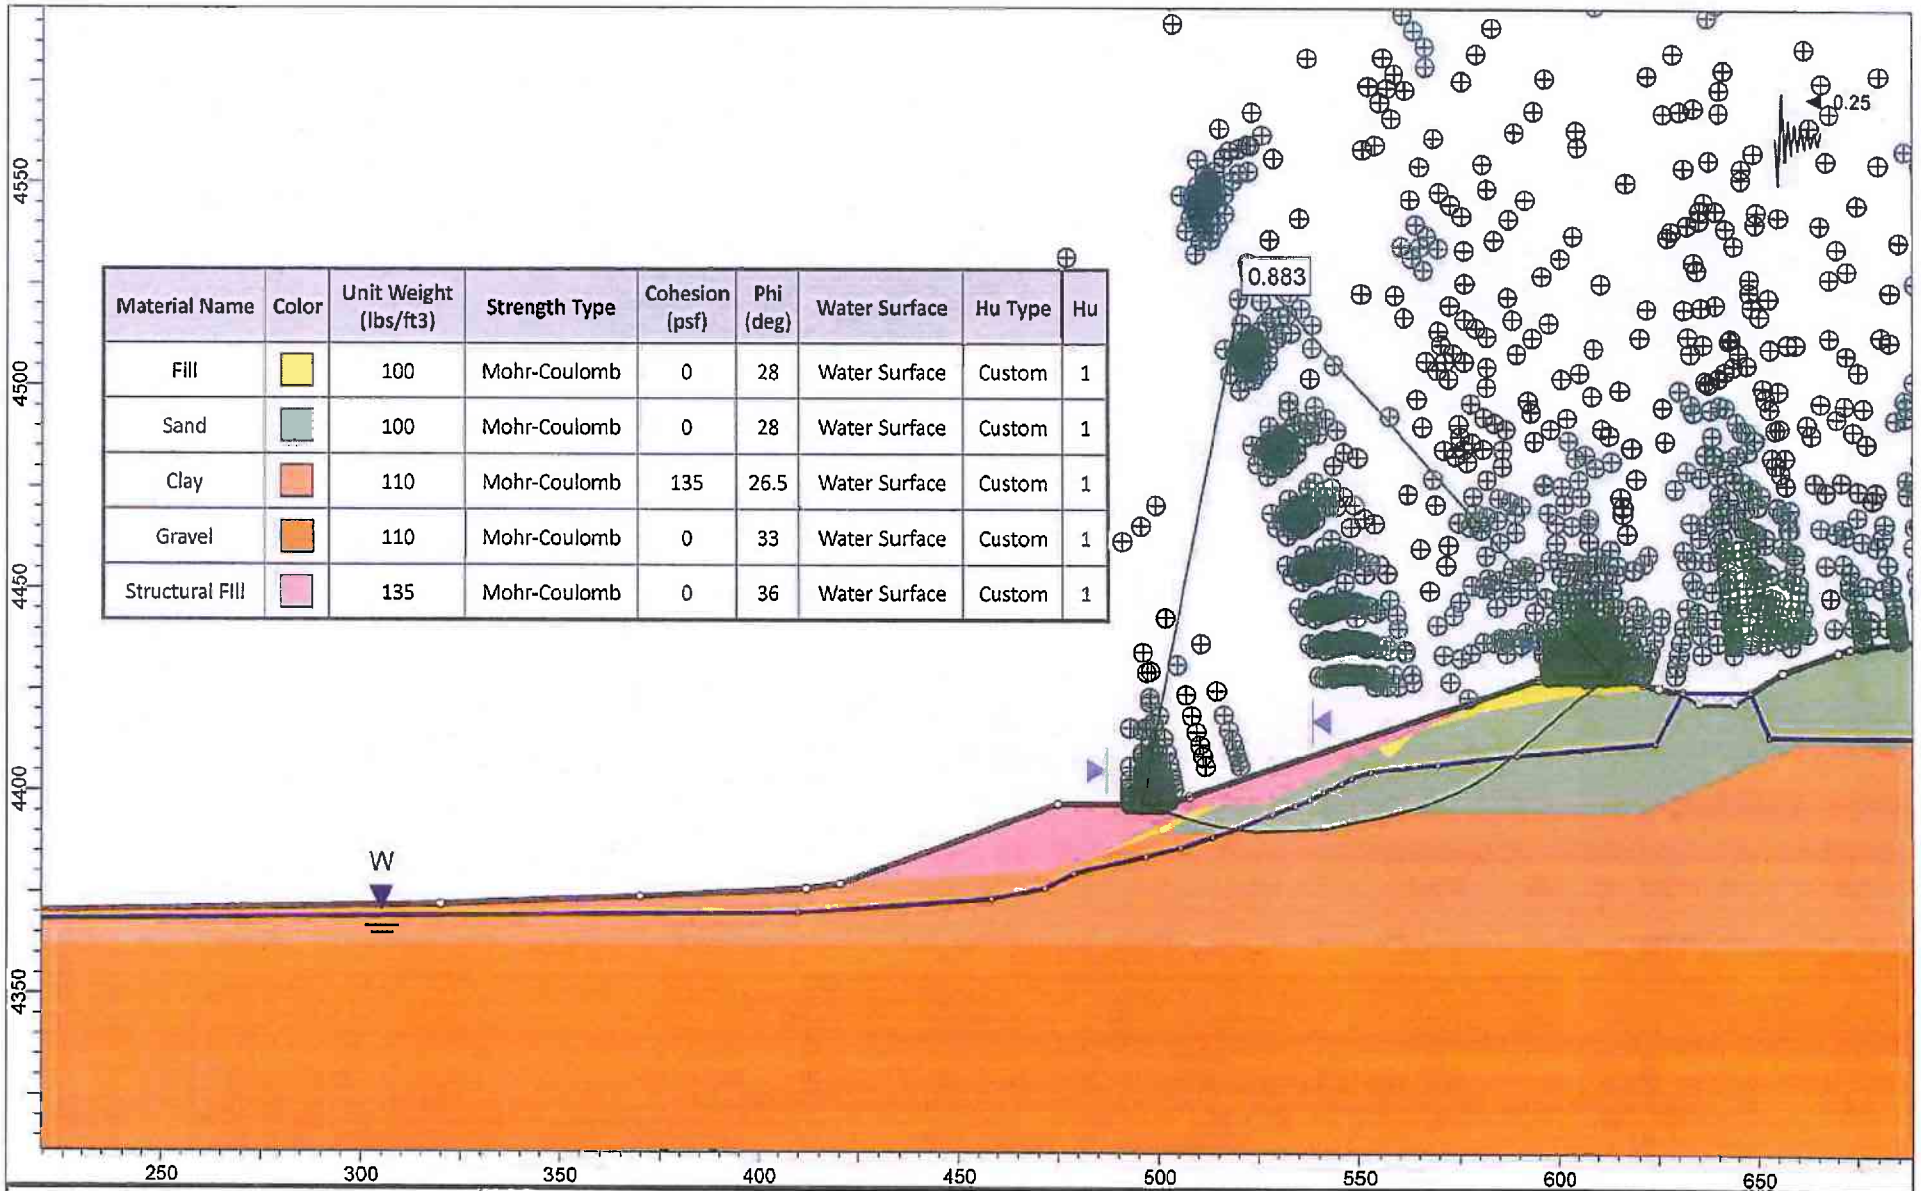 0.25
0.883
Material Name Color Unit Weight (lbs/ft3) Strength Type Cohesion (psf) Phi (deg) Water Surface Hu Type Hu
Fill 100 Mohr-Coulomb 0 28 Water Surface Custom 1
Sand 100 Mohr-Coulomb 0 28 Water Surface Custom 1
Clay 110 Mohr-Coulomb 135 26.5 Water Surface Custom 1
Gravel 110 Mohr-Coulomb 0 33 Water Surface Custom 1
Structural Fill 135 Mohr-Coulomb 0 36 Water Surface Custom 1
W
4550
4500
4450
4400
4350
250 300 350 400 450 500 550 600 650